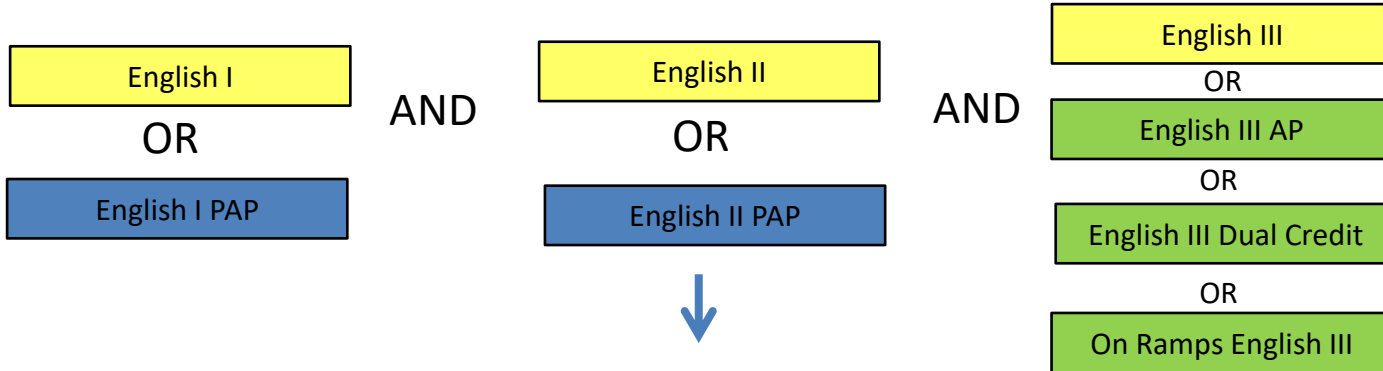 English I
OR
English I PAP
AND
English II
OR
English II PAP
AND
English III
OR
English III AP
OR
English III Dual Credit
OR
On Ramps English III